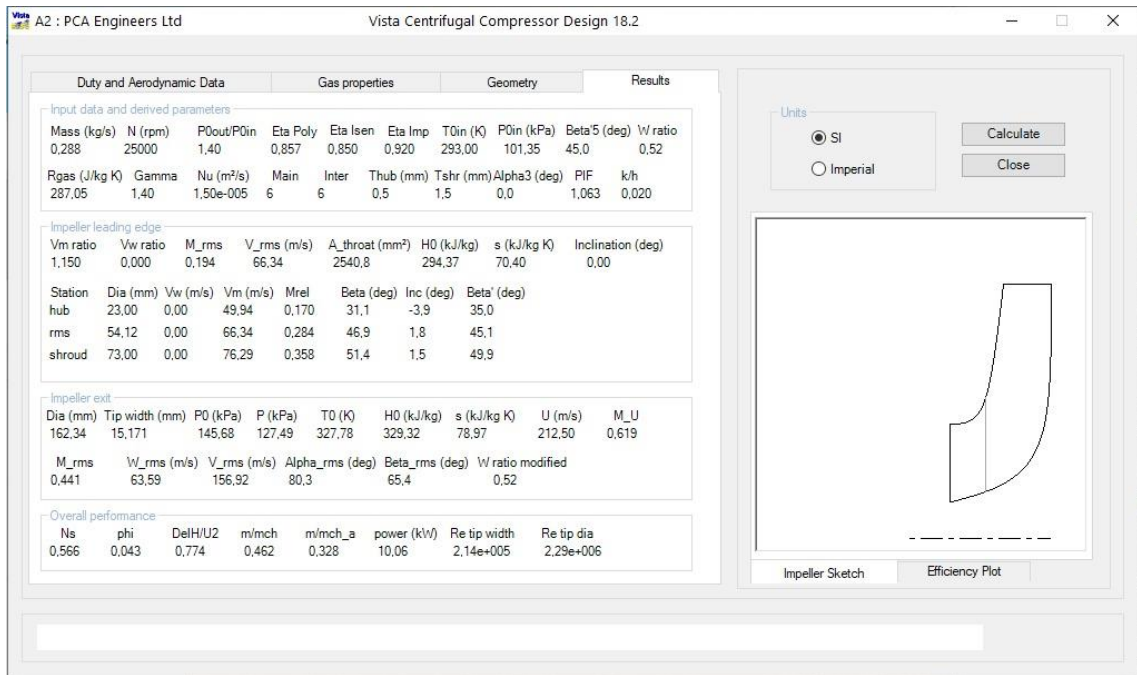 Vista A2 : PCA Engineers Ltd Vista Centrifugal Compressor Design 18.2
Duty and Aerodynamic Data Gas properties Geometry Results
Input data and derived parameters
Mass (kg/s) N (rpm) P0out/P0in Eta Poly Eta Isen Eta Imp T0in (K) P0in (kPa) Beta'5 (deg) W ratio
0,288 25000 1,40 0,857 0,850 0,920 293,00 101,35 45,0 0,52
Rgas (J/kg K) Gamma Nu (m²/s) Main Inter Thub (mm) Tshr (mm) Alpha3 (deg) PIF k/h
287,05 1,40 1,50e-005 6 6 0,5 1,5 0,0 1,063 0,020
Impeller leading edge
Vm ratio Vw ratio M_rms V_rms (m/s) A_throat (mm²) H0 (kJ/kg) s (kJ/kg K) Inclination (deg)
1,150 0,000 0,194 66,34 2540,8 294,37 70,40 0,00
Station Dia (mm) Vw (m/s) Vm (m/s) Mrel Beta (deg) Inc (deg) Beta' (deg)
hub 23,00 0,00 49,94 0,170 31,1 -3,9 35,0
rms 54,12 0,00 66,34 0,284 46,9 1,8 45,1
shroud 73,00 0,00 76,29 0,358 51,4 1,5 49,9
Impeller exit
Dia (mm) Tip width (mm) P0 (kPa) P (kPa) T0 (K) H0 (kJ/kg) s (kJ/kg K) U (m/s) M_U
162,34 15,171 145,68 127,49 327,78 329,32 78,97 212,50 0,619
M_rms W_rms (m/s) V_rms (m/s) Alpha_rms (deg) Beta_rms (deg) W ratio modified
0,441 63,59 156,92 80,3 65,4 0,52
Overall performance
Ns phi DelH/U2 m/mch m/mch_a power (kW) Re tip width Re tip dia
0,566 0,043 0,774 0,462 0,328 10,06 2,14e+005 2,29e+006
Units
SI
Imperial
Calculate
Close
Impeller Sketch Efficiency Plot